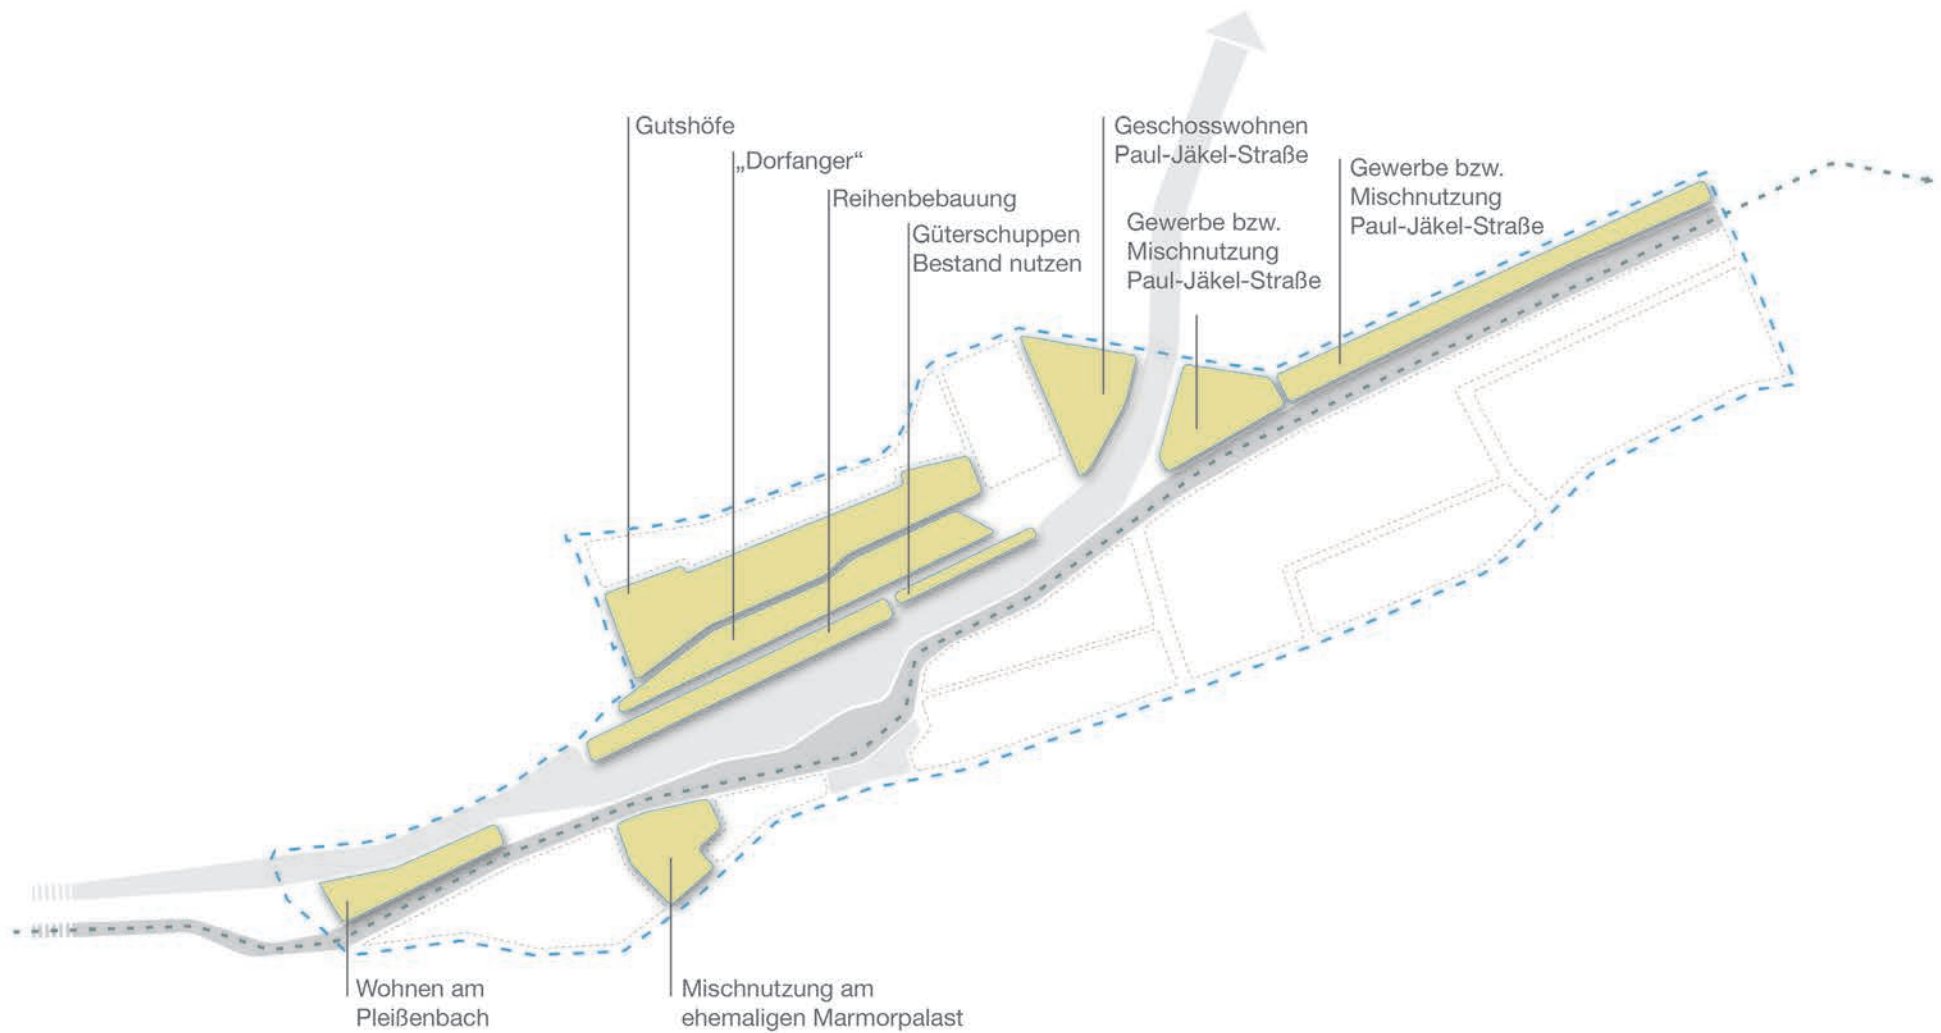 Gutshöfe
„Dorfanger“
Reihenbebauung
Güterschuppen
Bestand nutzen
Geschosswohnen
Paul-Jäkel-Straße
Gewerbe bzw.
Mischnutzung
Paul-Jäkel-Straße
Gewerbe bzw.
Mischnutzung
Paul-Jäkel-Straße
Wohnen am
Pleißenbach
Mischnutzung am
ehemaligen Marmorpalast